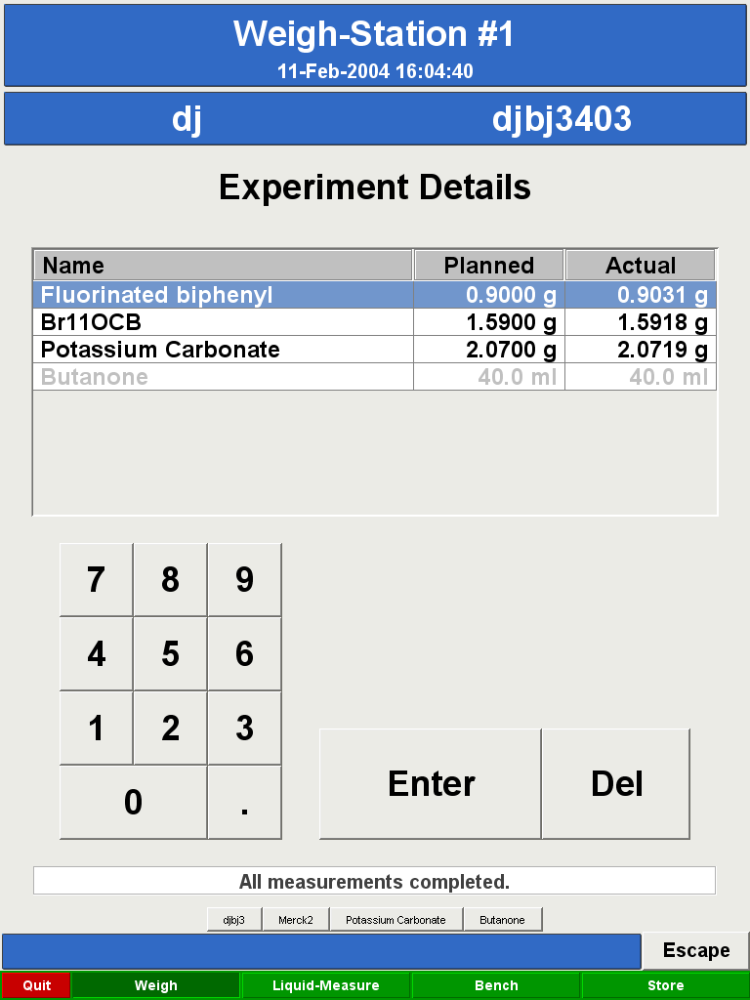 Weigh-Station #1
11-Feb-2004 16:04:40
dj djbj3403
Experiment Details
Name Planned Actual
Fluorinated biphenyl 0.9000 g 0.9031 g
Br11OCB 1.5900 g 1.5918 g
Potassium Carbonate 2.0700 g 2.0719 g
Butanone 40.0 ml 40.0 ml
7 8 9
4 5 6
1 2 3
0 .
Enter Del
All measurements completed.
djbj3 Merck2 Potassium Carbonate Butanone
Escape
Quit Weigh Liquid-Measure Bench Store